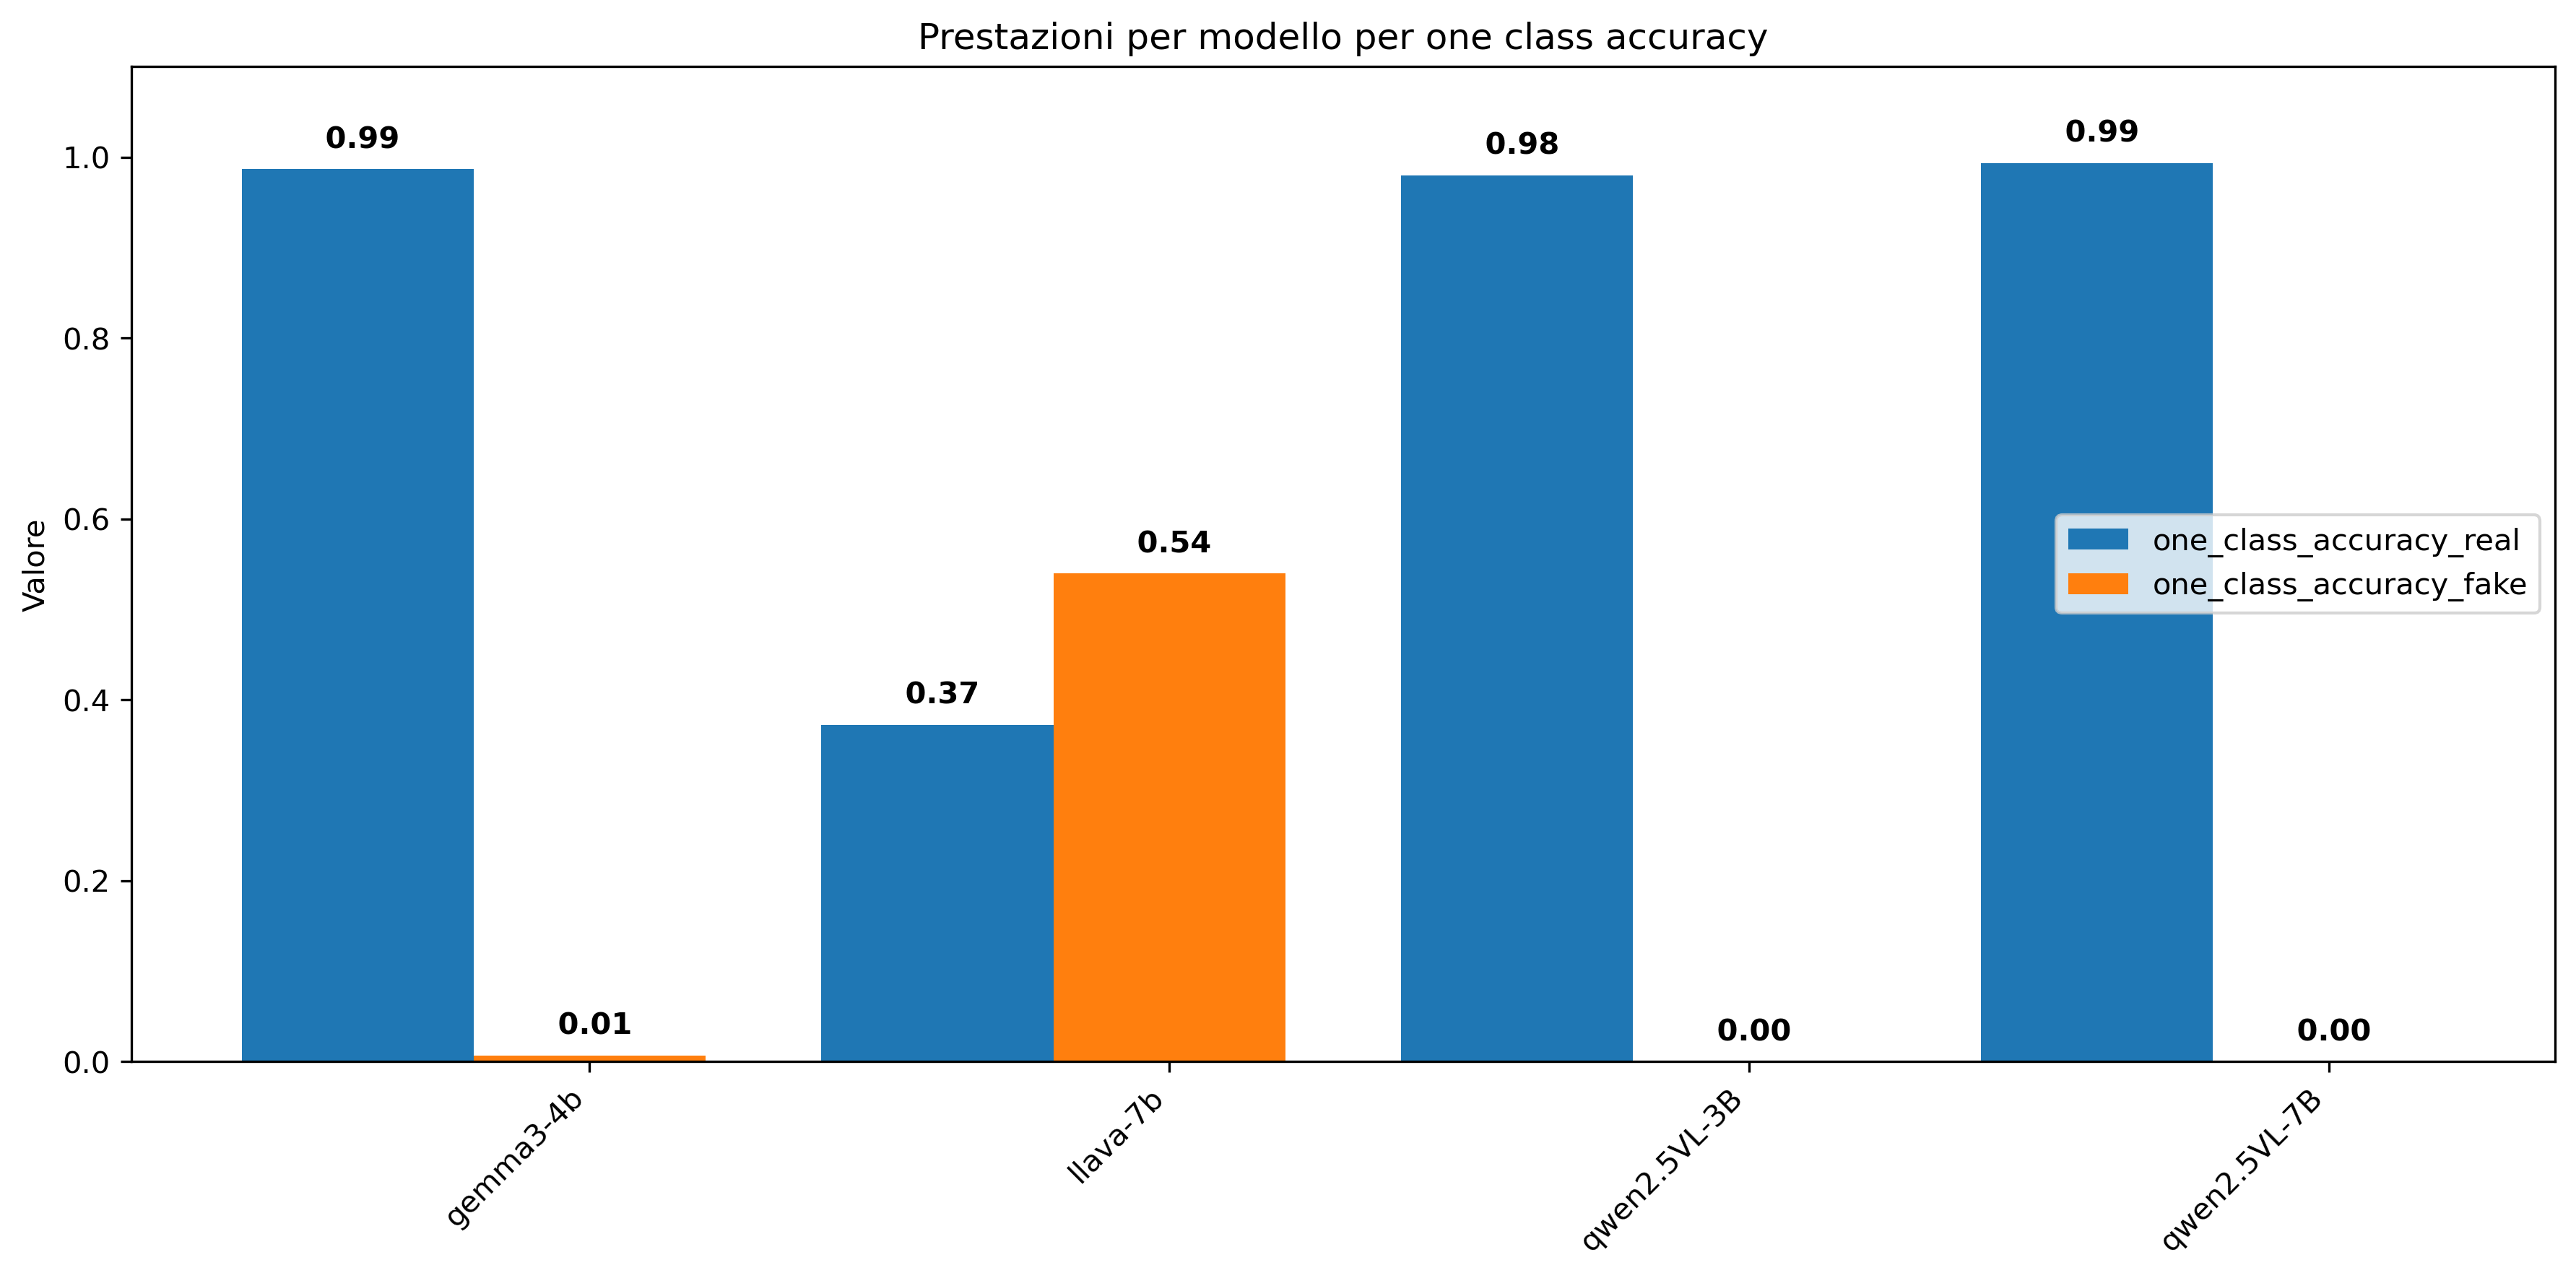 Prestazioni per modello per one class accuracy
Valore
1.0
0.8
0.6
0.4
0.2
0.0
0.99
0.01
0.37
0.54
0.98
0.00
0.99
0.00
one_class_accuracy_real
one_class_accuracy_fake
gemma3-4b
llava-7b
qwen2.5VL-3B
qwen2.5VL-7B